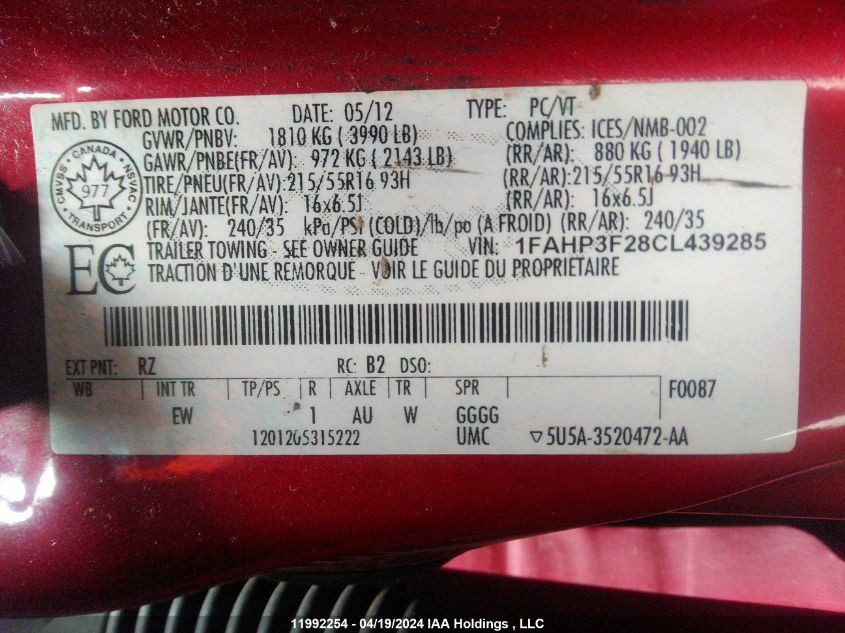 MFD. BY FORD MOTOR CO. DATE: 05/12 TYPE: PC/VT
GVWR/PNBV: 1810 KG ( 3990 LB) COMPLIES: ICES/NMB-002
GAWR/PNBE(FR/AV): 972 KG ( 2143 LB) (RR/AR): 880 KG ( 1940 LB)
TIRE/PNEU(FR/AV):215/55R16 93H (RR/AR):215/55R16 93H
RIM/JANTE(FR/AV): 16x6.5J (RR/AR): 16x6.5J
(FR/AV): 240/35 kPa/PSI (COLD)/lb/po (A FROID) (RR/AR): 240/35
TRAILER TOWING - SEE OWNER GUIDE VIN: 1FAHP3F28CL439285
TRACTION D'UNE REMORQUE - VOIR LE GUIDE DU PROPRIETAIRE
CANADA
CMVSS 977 NSVAC
TRANSPORT
EC
EXT PNT: RZ RC: B2 DSO:
WB INT TR TP/PS R AXLE TR SPR F0087
EW 1 AU W GGGG
1201205315222 UMC ▽5U5A-3520472-AA
11992254 - 04/19/2024 IAA Holdings , LLC